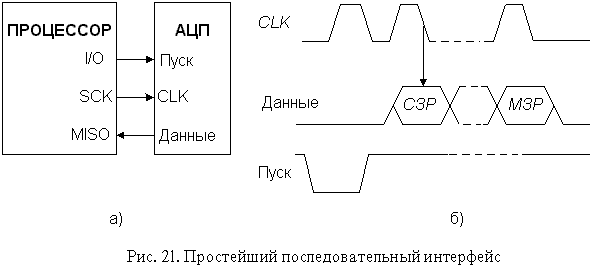 ПРОЦЕССОР
АЦП
I/O
Пуск
SCK
CLK
MISO
Данные
а)
CLK
Данные
СЗР
МЗР
Пуск
б)
Рис. 21. Простейший последовательный интерфейс